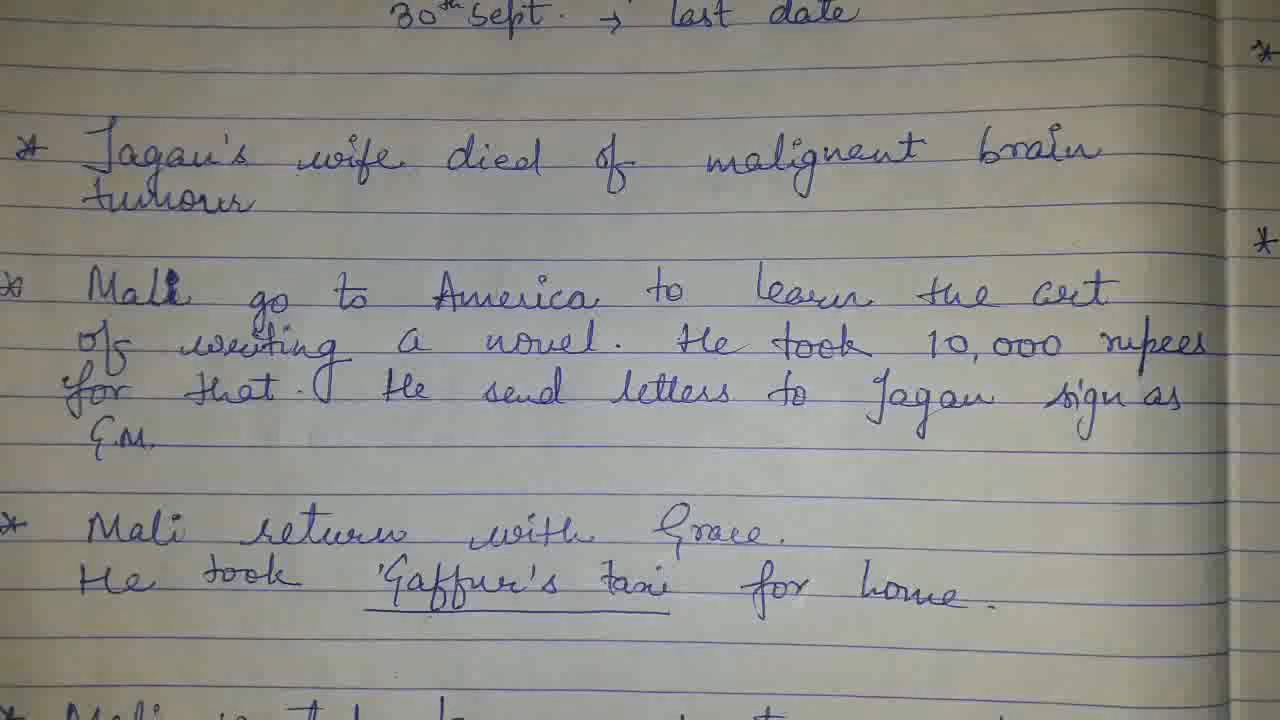 30th Sept. → last date
* Jagan's wife died of malignant brain
tumour
* Mali go to America to learn the art
of writing a novel. He took 10,000 rupees
for that. He send letters to Jagan sign as
G.M.
* Mali return with Grace.
He took 'Gaffur's taxi for home.
* Mali
*
*